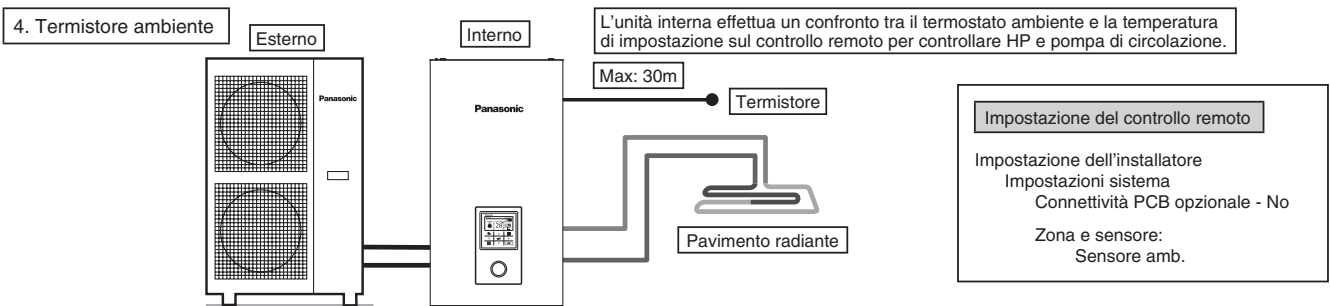 4. Termistore ambiente
Esterno
Interno
L'unità interna effettua un confronto tra il termostato ambiente e la temperatura
di impostazione sul controllo remoto per controllare HP e pompa di circolazione.
Max: 30m
Termistore
Panasonic
Panasonic
Pavimento radiante
Impostazione del controllo remoto
Impostazione dell'installatore
Impostazioni sistema
Connettività PCB opzionale - No
Zona e sensore:
Sensore amb.